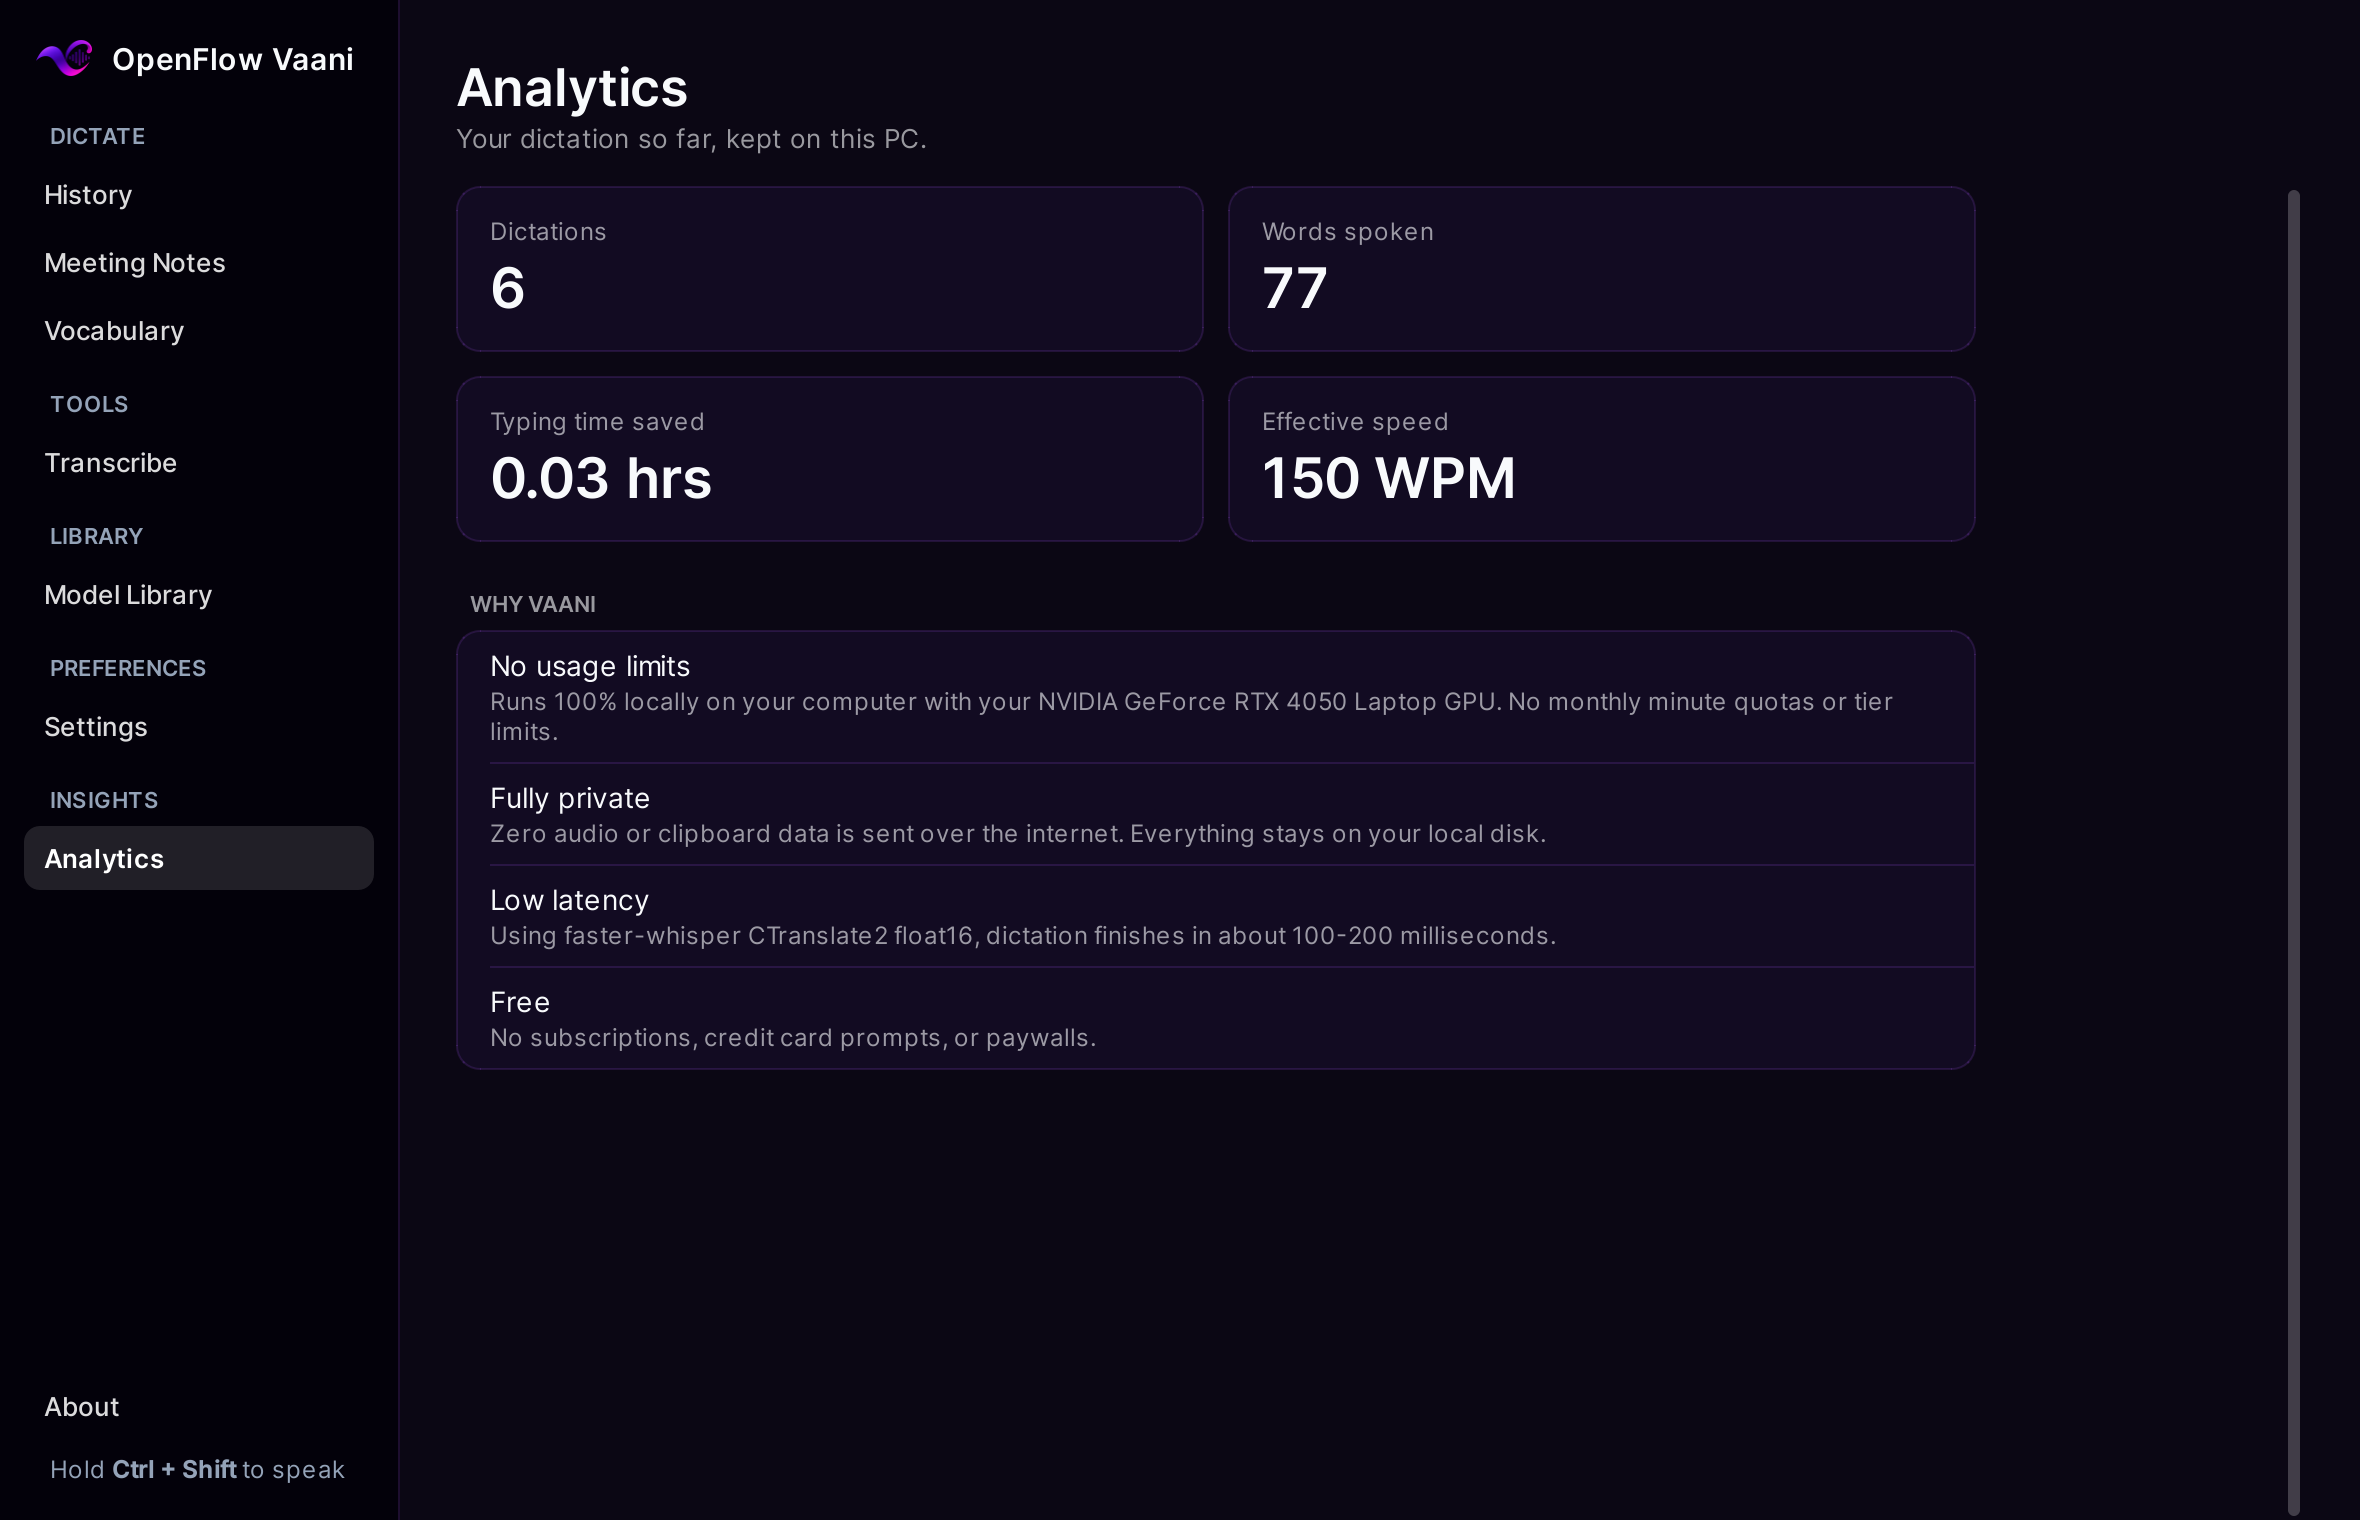 OpenFlow Vaani
DICTATE
History
Meeting Notes
Vocabulary
TOOLS
Transcribe
LIBRARY
Model Library
PREFERENCES
Settings
INSIGHTS
Analytics
About
Hold Ctrl + Shift to speak
Analytics
Your dictation so far, kept on this PC.
Dictations
6
Words spoken
77
Typing time saved
0.03 hrs
Effective speed
150 WPM
WHY VAANI
No usage limits
Runs 100% locally on your computer with your NVIDIA GeForce RTX 4050 Laptop GPU. No monthly minute quotas or tier
limits.
Fully private
Zero audio or clipboard data is sent over the internet. Everything stays on your local disk.
Low latency
Using faster-whisper CTranslate2 float16, dictation finishes in about 100-200 milliseconds.
Free
No subscriptions, credit card prompts, or paywalls.